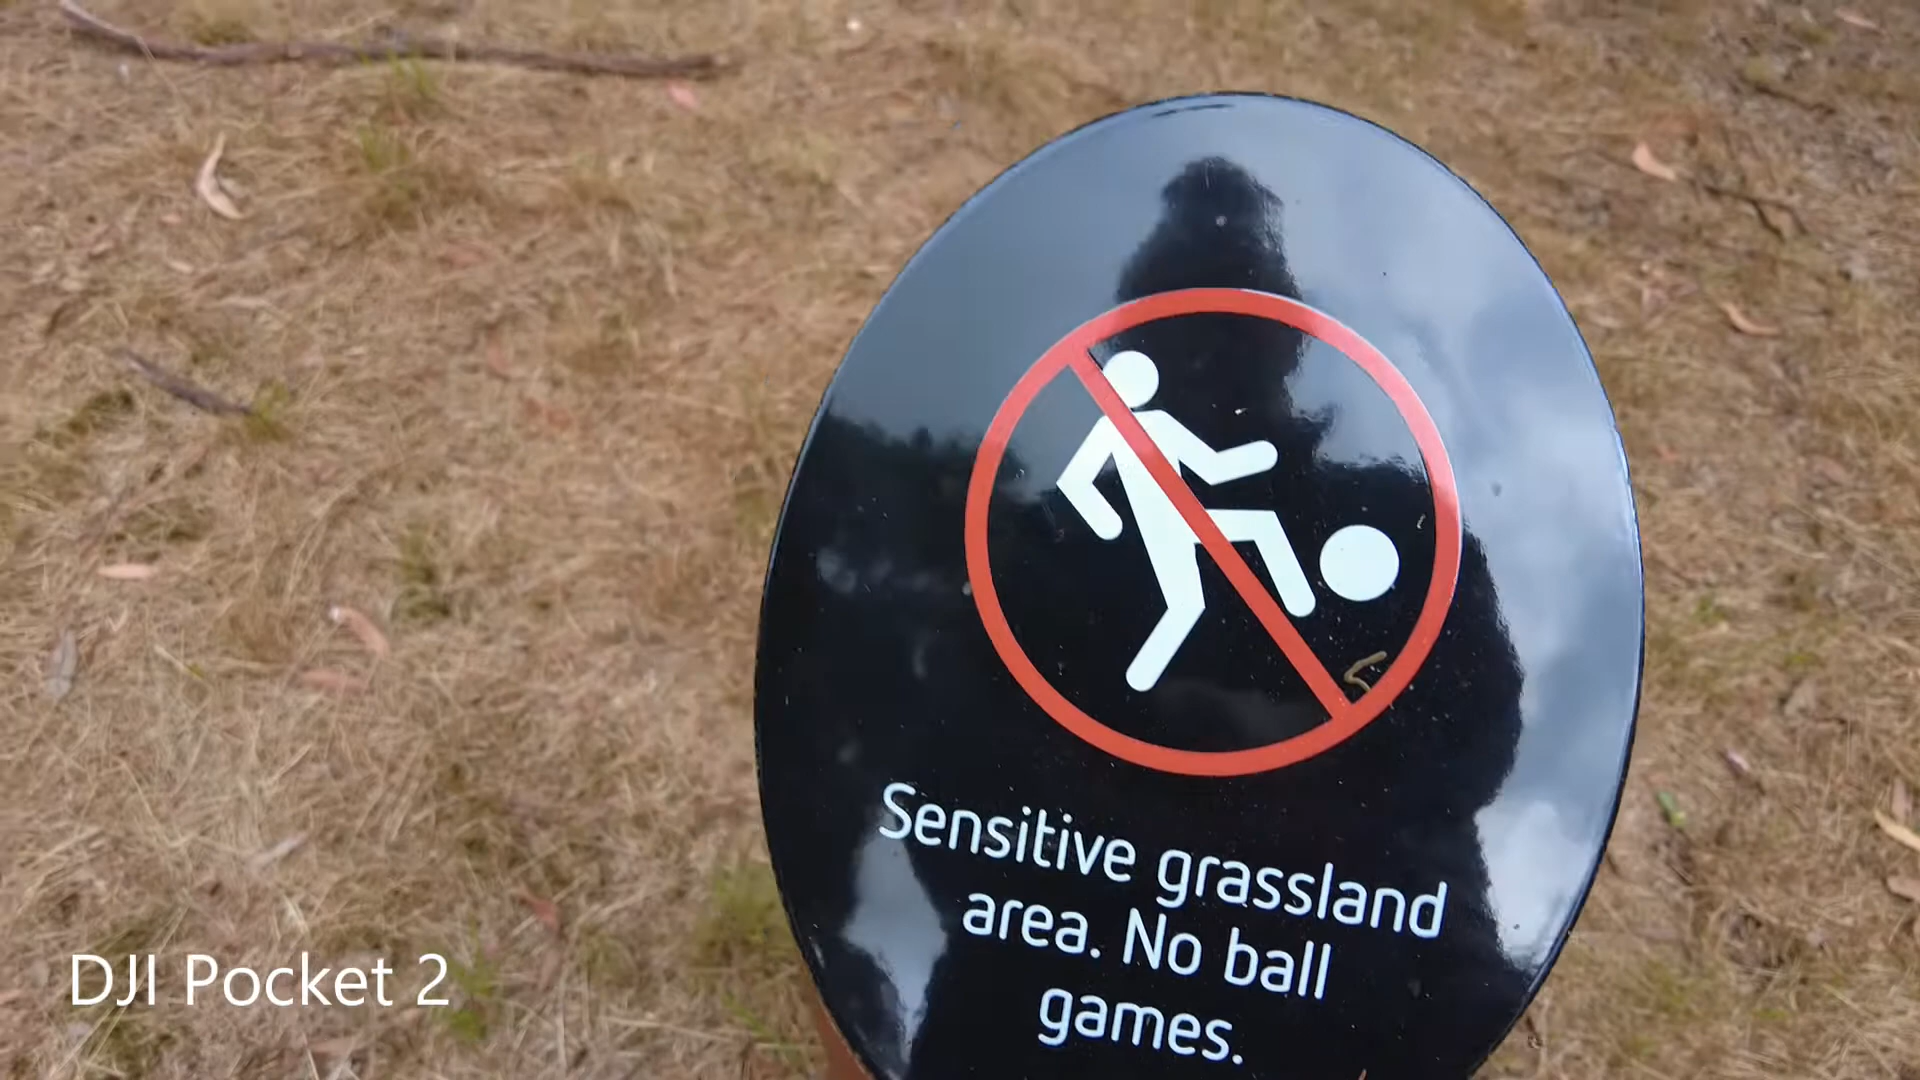 Sensitive grassland
area. No ball
games.
DJI Pocket 2